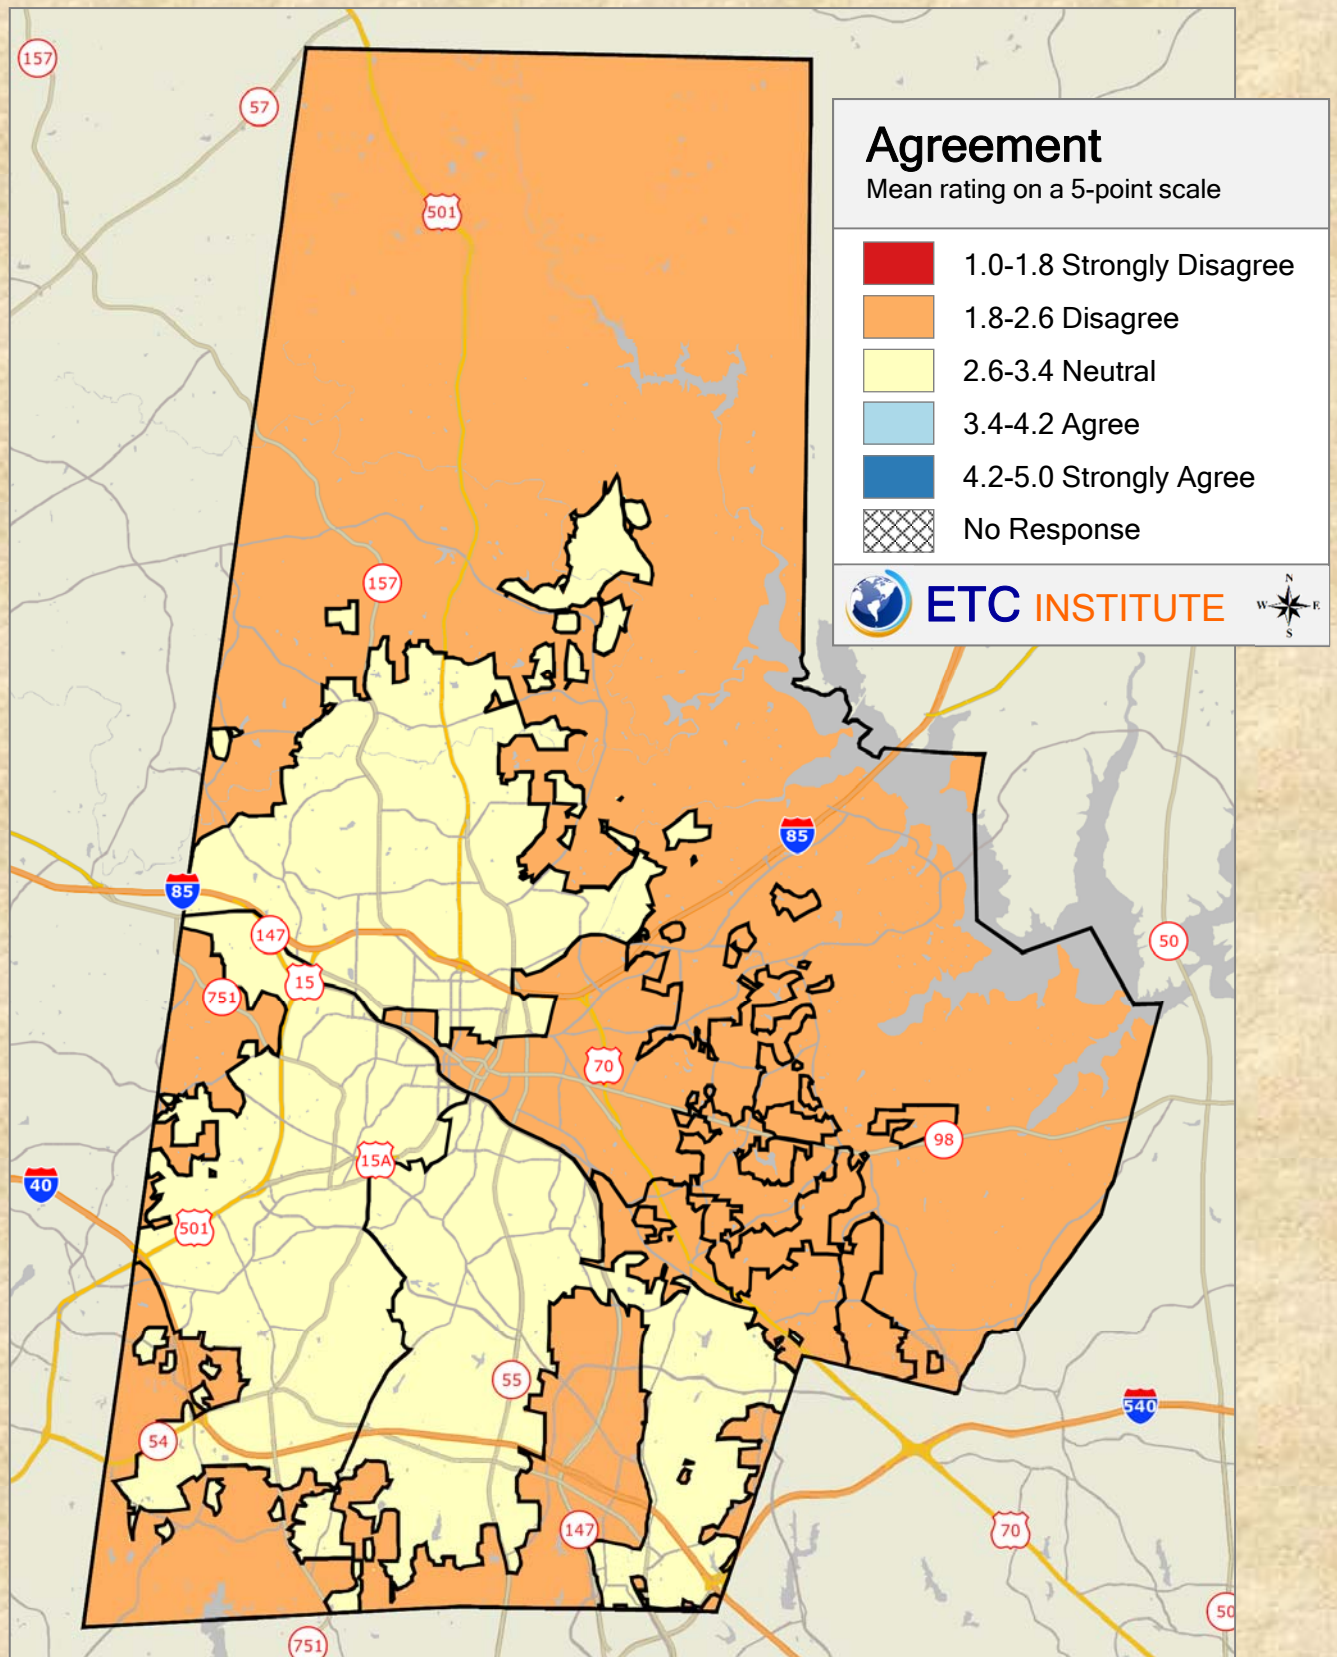 157
57
501
Agreement
Mean rating on a 5-point scale
1.0-1.8 Strongly Disagree
1.8-2.6 Disagree
2.6-3.4 Neutral
3.4-4.2 Agree
4.2-5.0 Strongly Agree
No Response
ETC INSTITUTE
N
W E
S
157
85
85
147
50
15
751
70
98
15A
40
501
55
540
54
147
70
50
751